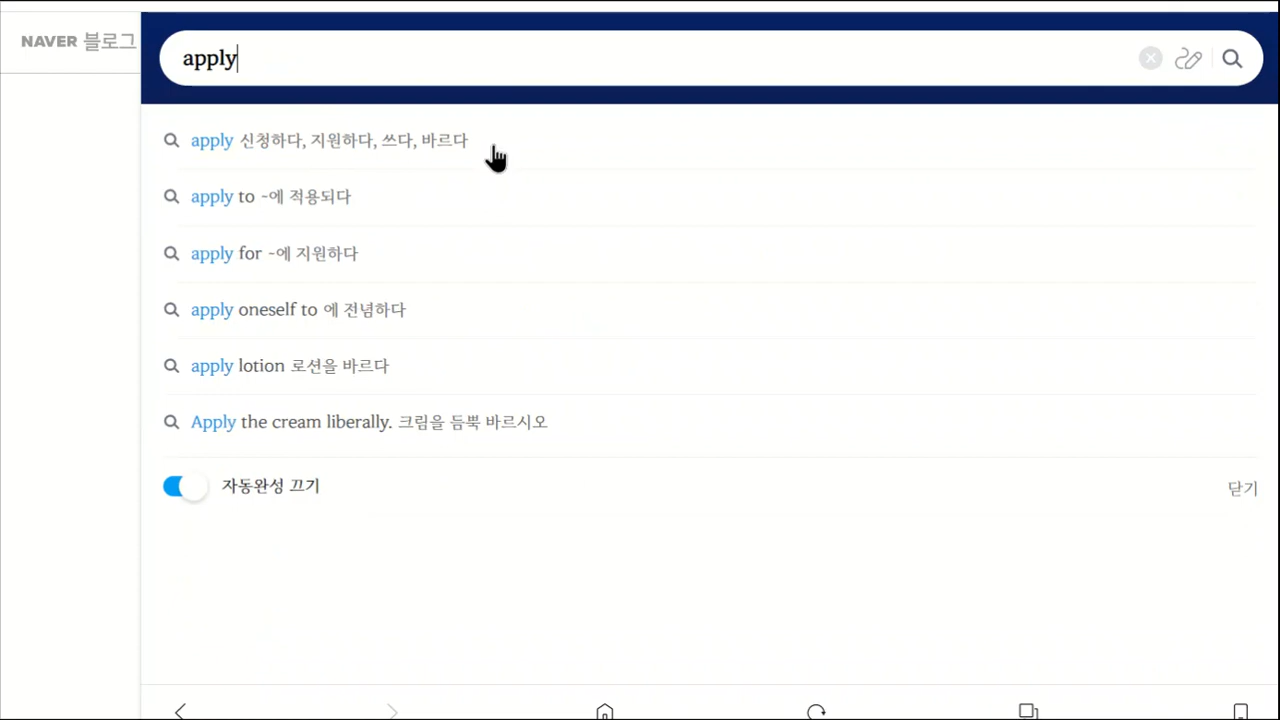 NAVER 블로그
apply
apply 신청하다, 지원하다, 쓰다, 바르다
apply to ~에 적용되다
apply for ~에 지원하다
apply oneself to 에 전념하다
apply lotion 로션을 바르다
Apply the cream liberally. 크림을 듬뿍 바르시오
자동완성 끄기
닫기